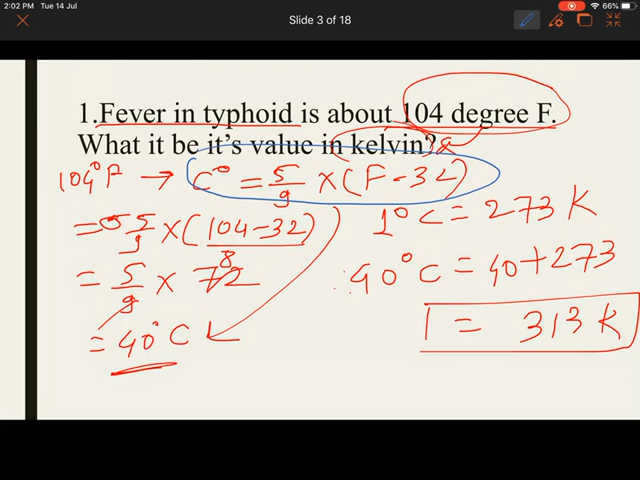 2:02 PM Tue 14 Jul
66%
Slide 3 of 18
1.Fever in typhoid is about 104 degree F.
What it be it's value in kelvin?
104°F → C° = 5/9 × (F - 32)
= 5/9 × (104-32)
8
= 5/9 × 72
= 40°C
1°C = 273 K
40°C = 40+273
= 313 K